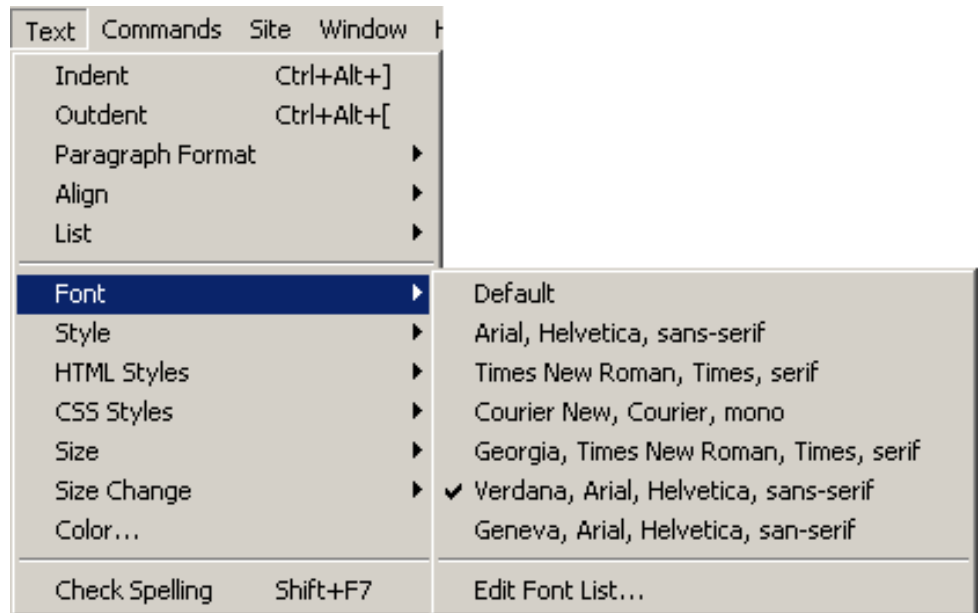 Text Commands Site Window
Indent Ctrl+Alt+]
Outdent Ctrl+Alt+[
Paragraph Format
Align
List
Font
Style
HTML Styles
CSS Styles
Size
Size Change
Color...
Check Spelling Shift+F7
Default
Arial, Helvetica, sans-serif
Times New Roman, Times, serif
Courier New, Courier, mono
Georgia, Times New Roman, Times, serif
Verdana, Arial, Helvetica, sans-serif
Geneva, Arial, Helvetica, san-serif
Edit Font List...